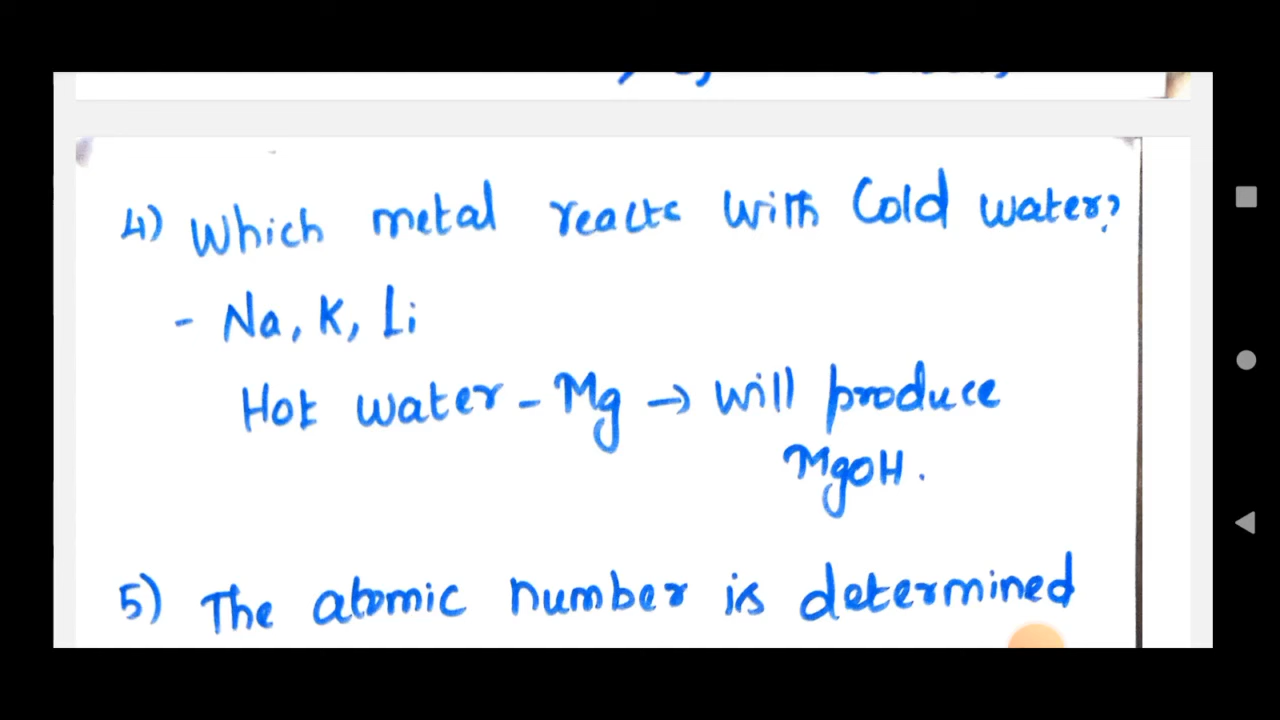 4) Which metal reacts with Cold water?
- Na, K, Li
Hot water - Mg → will produce
MgOH.
5) The atomic number is determined